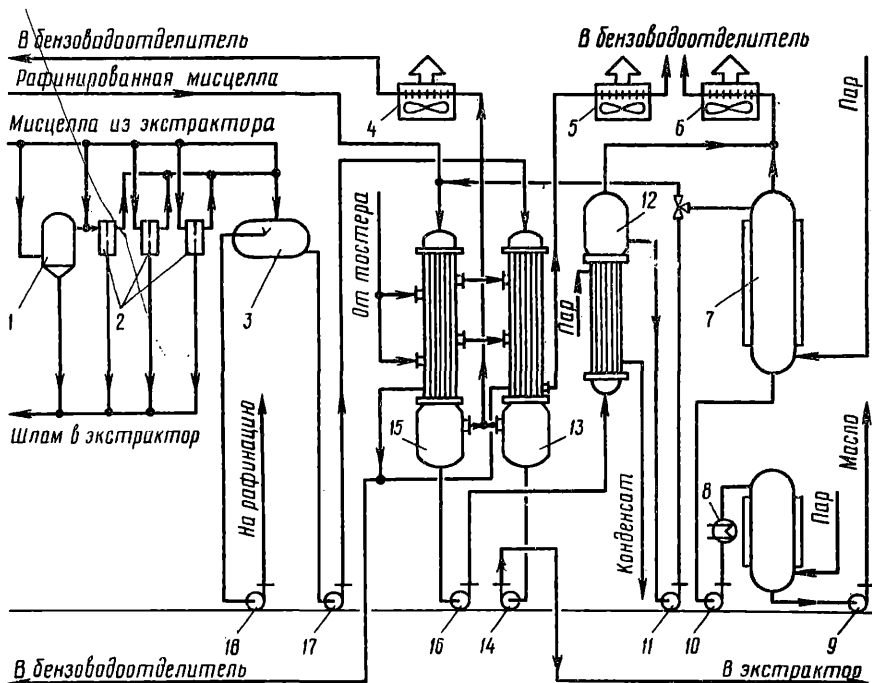 В бензоводоотделитель
Рафинированная мисцелла
Мисцелла из экстрактора
В бензоводоотделитель
4
5
6
Пар
12
1
2
3
От тостера
Пар
7
Шлам в экстрактор
На рафинацию
15
13
Конденсат
8
Пар
Масло
18
17
16
14
11
10
9
В бензоводоотделитель
В экстрактор